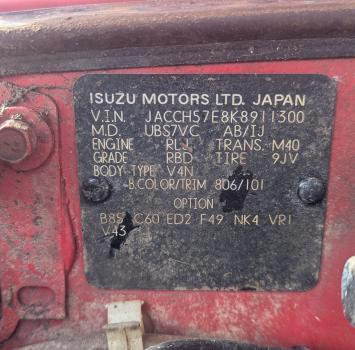 ISUZU MOTORS LTD. JAPAN
V.I.N. JACCH57E8K8911300
M.D. UBS7VC AB/IJ
ENGINE RLJ TRANS. M40
GRADE RBD TIRE 9JV
BODY TYPE V4N
B.COLOR/TRIM 806/101
OPTION
B85 C60 ED2 F49 NK4 VR1
V43